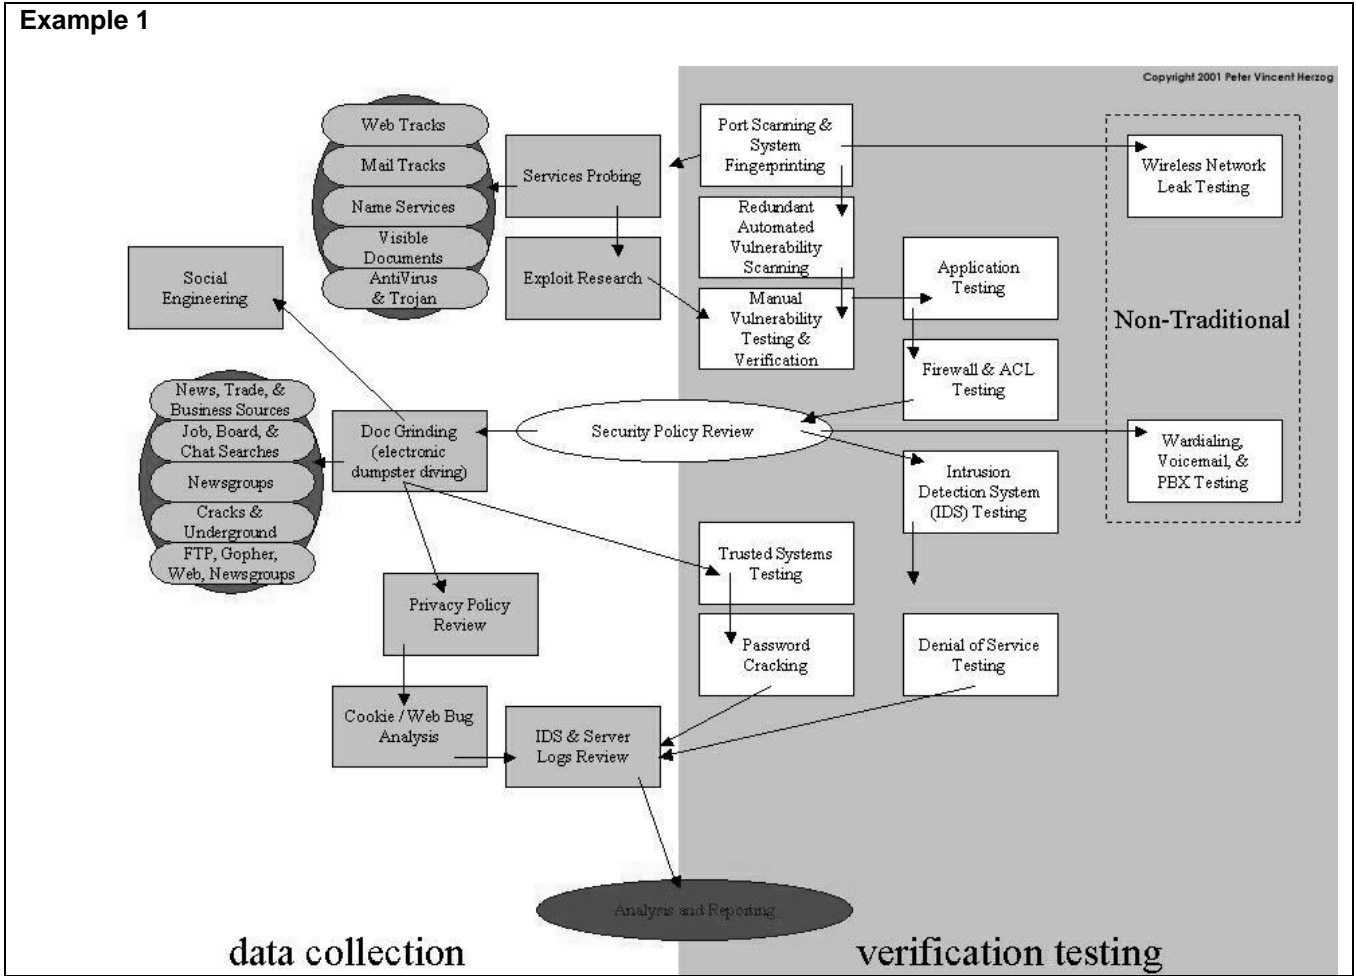 Example 1
Copyright 2001 Peter Vincent Herzog
Web Tracks
Mail Tracks
Name Services
Visible
Documents
AntiVirus
& Trojan
Services Probing
Exploit Research
Port Scanning &
System
Fingerprinting
Redundant
Automated
Vulnerability
Scanning
Manual
Vulnerability
Testing &
Verification
Wireless Network
Leak Testing
Application
Testing
Non-Traditional
Firewall & ACL
Testing
Social
Engineering
News, Trade, &
Business Sources
Job, Board, &
Chat Searches
Newsgroups
Cracks &
Underground
FTP, Gopher,
Web, Newsgroups
Doc Grinding
(electronic
dumpster diving)
Security Policy Review
Wardialing,
Voicemail, &
PBX Testing
Intrusion
Detection System
(IDS) Testing
Trusted Systems
Testing
Privacy Policy
Review
Password
Cracking
Denial of Service
Testing
Cookie / Web Bug
Analysis
IDS & Server
Logs Review
Analysis and Reporting
data collection
verification testing